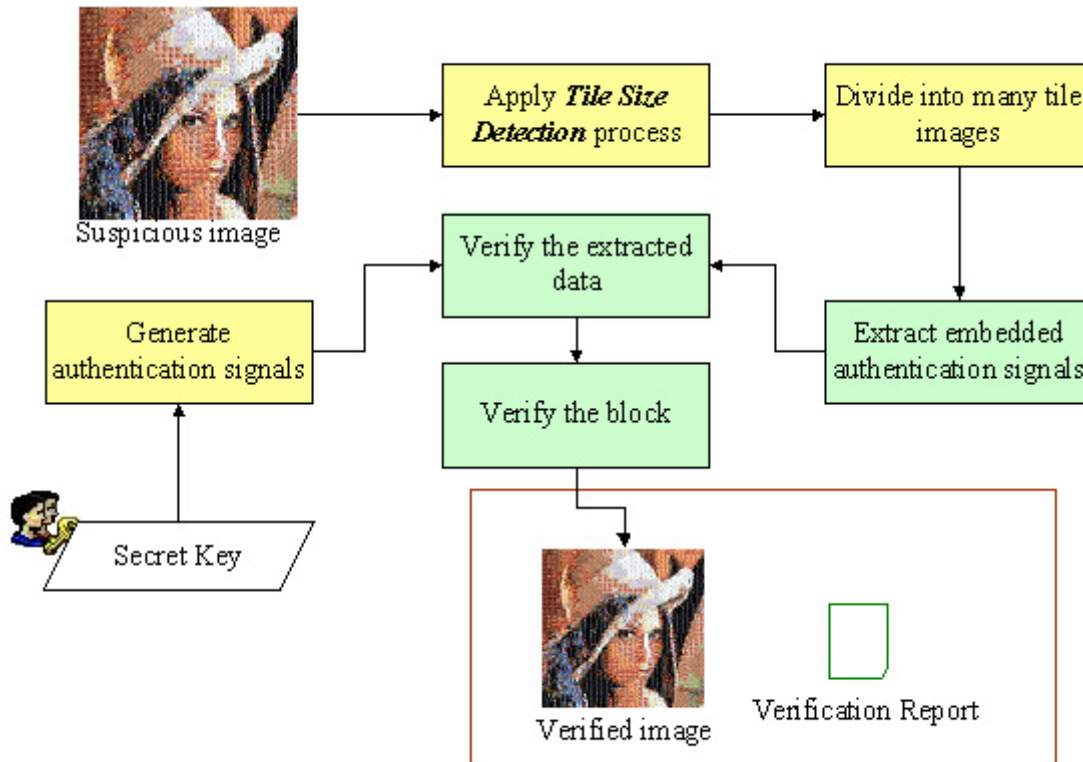 Suspicious image
Apply Tile Size
Detection process
Divide into many tile
images
Verify the extracted
data
Generate
authentication signals
Extract embedded
authentication signals
Verify the block
Secret Key
Verified image
Verification Report